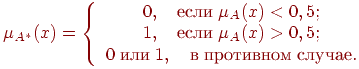 μ_{A*}(x) = { 0, если μ_A(x) < 0,5;
1, если μ_A(x) > 0,5;
0 или 1, в противном случае.